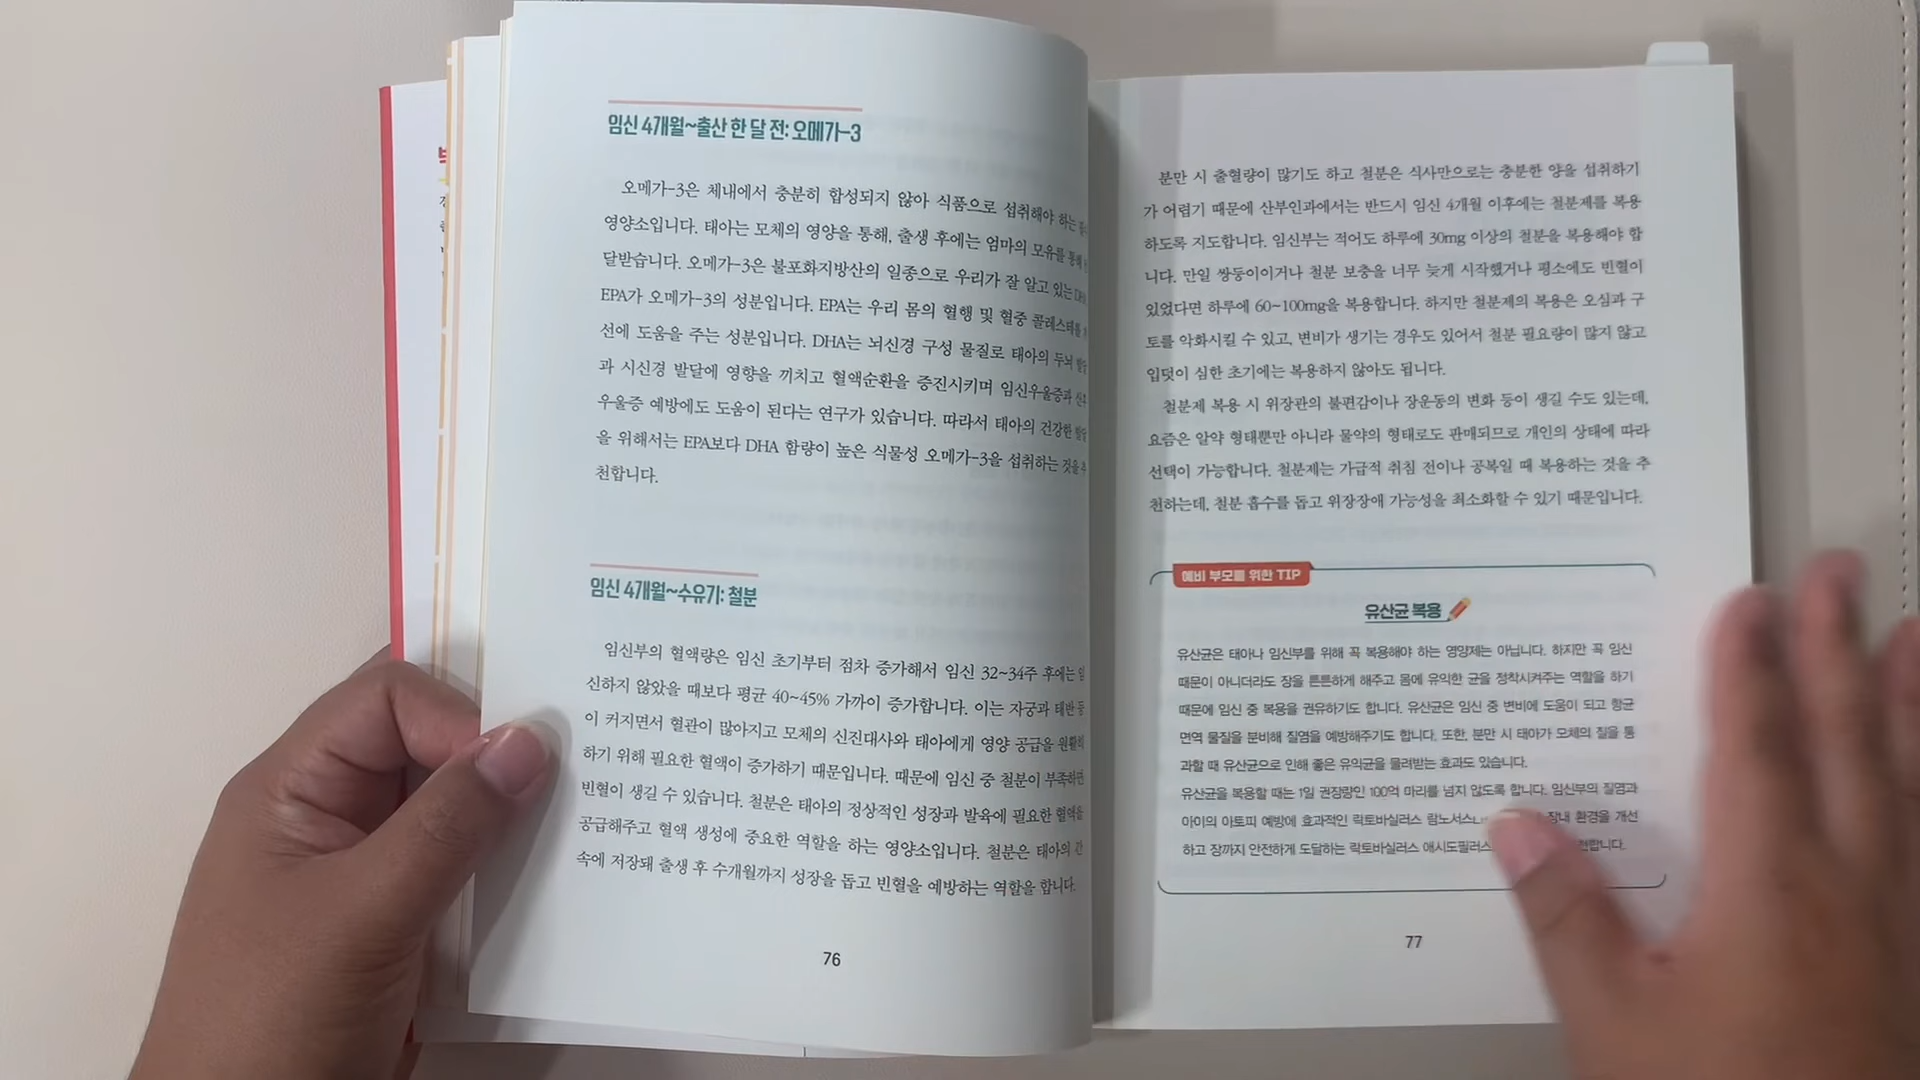 임신 4개월~출산 한 달 전: 오메가-3
오메가-3은 체내에서 충분히 합성되지 않아 식품으로 섭취해야 하는
영양소입니다. 태아는 모체의 영양을 통해, 출생 후에는 엄마의 모유를 통해
달받습니다. 오메가-3은 불포화지방산의 일종으로 우리가 잘 알고 있는
EPA가 오메가-3의 성분입니다. EPA는 우리 몸의 혈행 및 혈중 콜레스테롤
선에 도움을 주는 성분입니다. DHA는 뇌신경 구성 물질로 태아의 두뇌
과 시신경 발달에 영향을 끼치고 혈액순환을 증진시키며 임신우울증과
우울증 예방에도 도움이 된다는 연구가 있습니다. 따라서 태아의 건강한
을 위해서는 EPA보다 DHA 함량이 높은 식물성 오메가-3을 섭취하는 것을 추
천합니다.
임신 4개월~수유기: 철분
임신부의 혈액량은 임신 초기부터 점차 증가해서 임신 32~34주 후에는 임
신하지 않았을 때보다 평균 40~45% 가까이 증가합니다. 이는 자궁과 태반 등
이 커지면서 혈관이 많아지고 모체의 신진대사와 태아에게 영양 공급을 원활히
하기 위해 필요한 혈액이 증가하기 때문입니다. 때문에 임신 중 철분이 부족하면
빈혈이 생길 수 있습니다. 철분은 태아의 정상적인 성장과 발육에 필요한 혈액을
공급해주고 혈액 생성에 중요한 역할을 하는 영양소입니다. 철분은 태아의 간
속에 저장돼 출생 후 수개월까지 성장을 돕고 빈혈을 예방하는 역할을 합니다.
76
분만 시 출혈량이 많기도 하고 철분은 식사만으로는 충분한 양을 섭취하기
가 어렵기 때문에 산부인과에서는 반드시 임신 4개월 이후에는 철분제를 복용
하도록 지도합니다. 임신부는 적어도 하루에 30mg 이상의 철분을 복용해야 합
니다. 만일 쌍둥이이거나 철분 보충을 너무 늦게 시작했거나 평소에도 빈혈이
있었다면 하루에 60~100mg을 복용합니다. 하지만 철분제의 복용은 오심과 구
토를 악화시킬 수 있고, 변비가 생기는 경우도 있어서 철분 필요량이 많지 않고
입덧이 심한 초기에는 복용하지 않아도 됩니다.
철분제 복용 시 위장관의 불편감이나 장운동의 변화 등이 생길 수도 있는데,
요즘은 알약 형태뿐만 아니라 물약의 형태로도 판매되므로 개인의 상태에 따라
선택이 가능합니다. 철분제는 가급적 취침 전이나 공복일 때 복용하는 것을 추
천하는데, 철분 흡수를 돕고 위장장애 가능성을 최소화할 수 있기 때문입니다.
예비 부모를 위한 TIP
유산균 복용
유산균은 태아나 임신부를 위해 꼭 복용해야 하는 영양제는 아닙니다. 하지만 꼭 임신
때문이 아니더라도 장을 튼튼하게 해주고 몸에 유익한 균을 정착시켜주는 역할을 하기
때문에 임신 중 복용을 권유하기도 합니다. 유산균은 임신 중 변비에 도움이 되고 항균
면역 물질을 분비해 질염을 예방해주기도 합니다. 또한, 분만 시 태아가 모체의 질을 통
과할 때 유산균으로 인해 좋은 유익균을 물려받는 효과도 있습니다.
유산균을 복용할 때는 1일 권장량인 100억 마리를 넘지 않도록 합니다. 임신부의 질염과
아이의 아토피 예방에 효과적인 락토바실러스 람노서스 장내 환경을 개선
하고 장까지 안전하게 도달하는 락토바실러스 애시도필러스
77